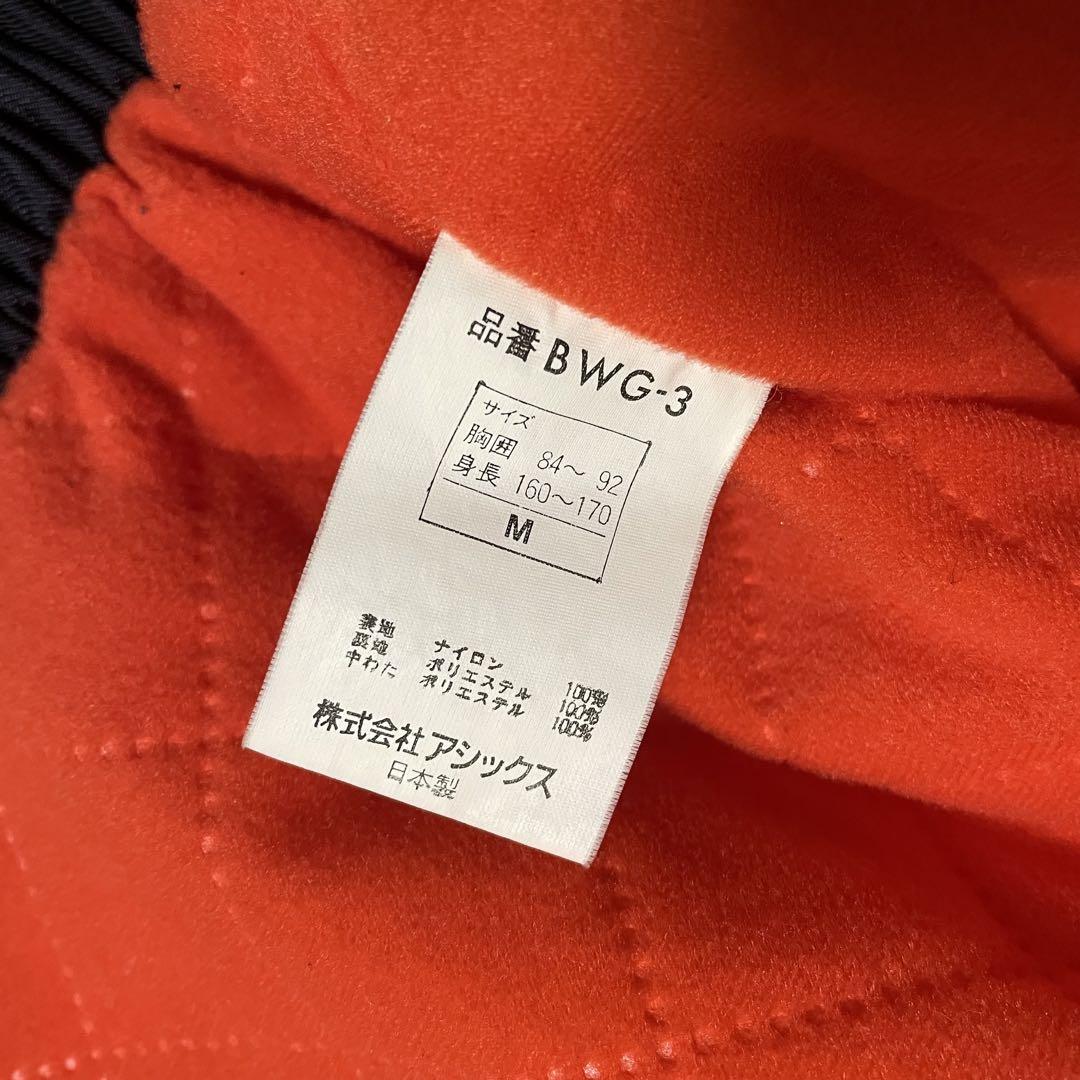 品番 BWG-3
サイズ
胸囲 84～ 92
身長 160～170
M
表地 ナイロン 100%
裏地 ポリエステル 100%
中わた ポリエステル 100%
株式会社アシックス
日本製